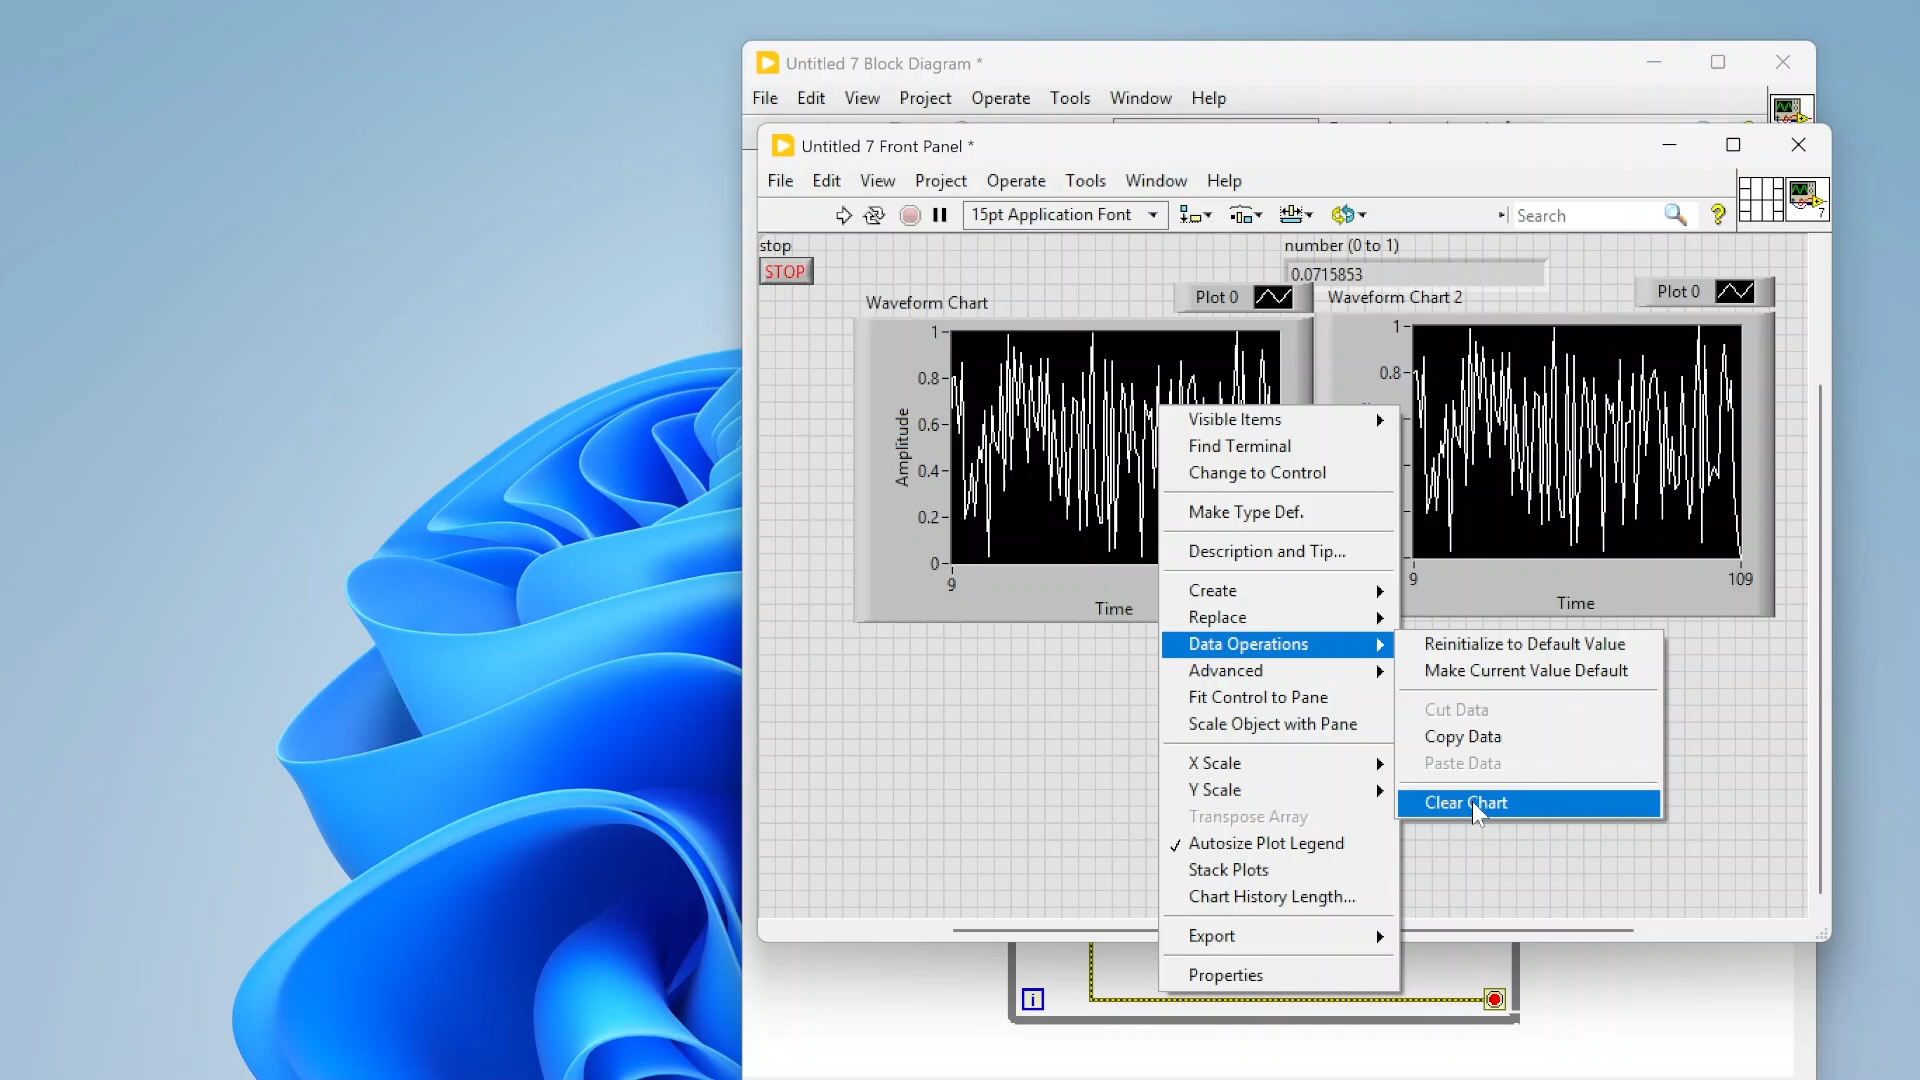 Untitled 7 Block Diagram *
File Edit View Project Operate Tools Window Help
Untitled 7 Front Panel *
File Edit View Project Operate Tools Window Help
15pt Application Font
Search
?
7
stop
STOP
number (0 to 1)
0.0715853
Waveform Chart
Plot 0
Waveform Chart 2
Plot 0
Amplitude
1
0.8
0.6
0.4
0.2
0
9
Time
1
0.8
9
109
Time
Visible Items
Find Terminal
Change to Control
Make Type Def.
Description and Tip...
Create
Replace
Data Operations
Advanced
Fit Control to Pane
Scale Object with Pane
X Scale
Y Scale
Transpose Array
Autosize Plot Legend
Stack Plots
Chart History Length...
Export
Properties
Reinitialize to Default Value
Make Current Value Default
Cut Data
Copy Data
Paste Data
Clear Chart
i